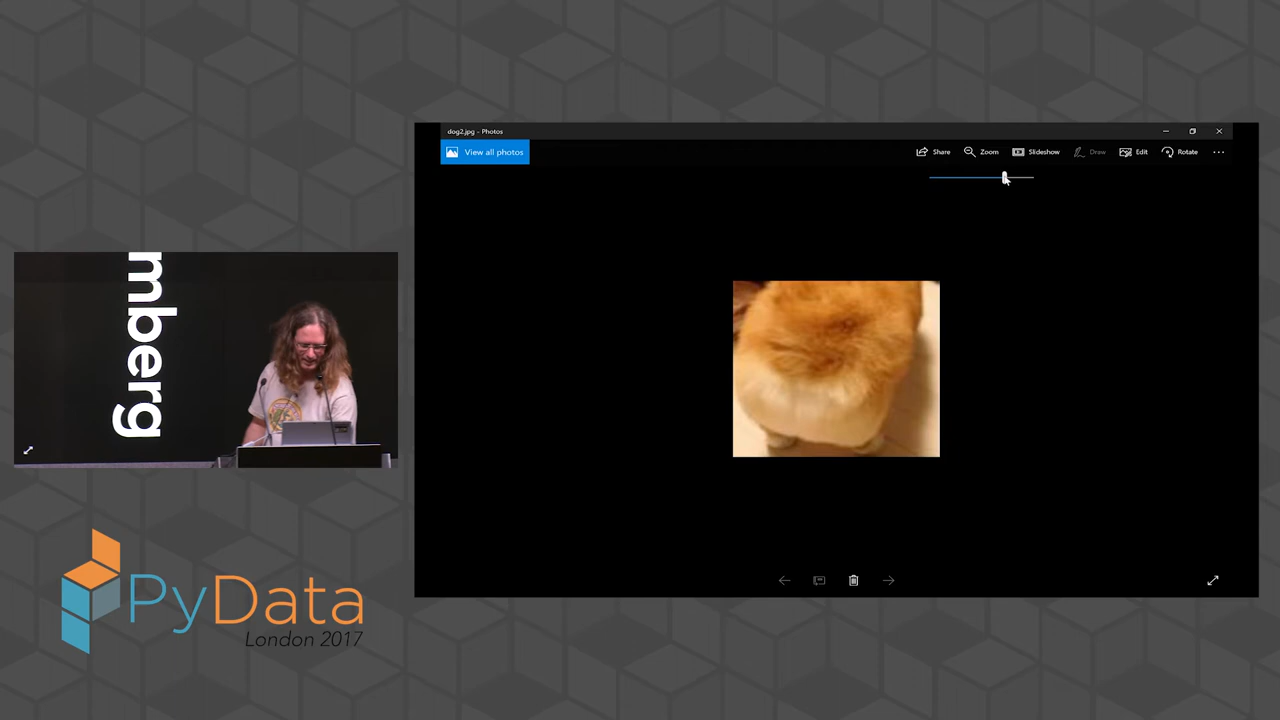 dog2.jpg - Photos
View all photos
Share
Zoom
Slideshow
Draw
Edit
Rotate
mberg
PyData
London 2017